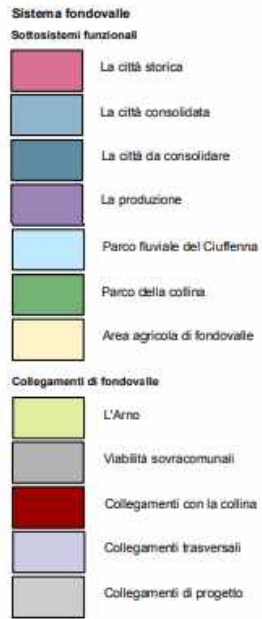 Sistema fondovalle
Sottosistemi funzionali
La città storica
La città consolidata
La città da consolidare
La produzione
Parco fluviale del Ciuffenna
Parco della collina
Area agricola di fondovalle
Collegamenti di fondovalle
L'Arno
Viabilità sovracomunali
Collegamenti con la collina
Collegamenti trasversali
Collegamenti di progetto